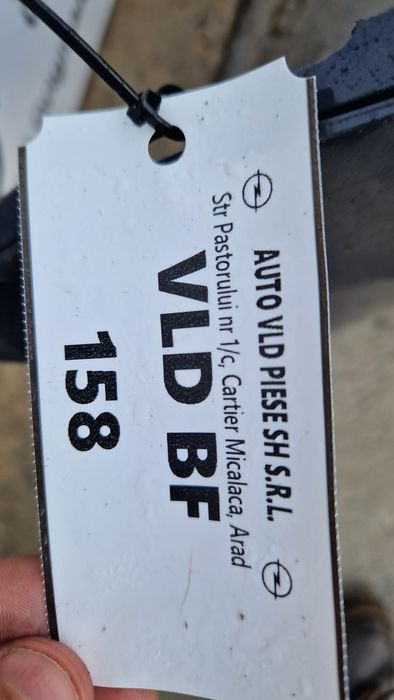 AUTO VLD PIESE SH S.R.L.
Str Pastorului nr 1/c, Cartier Micalaca, Arad
VLD BF
158